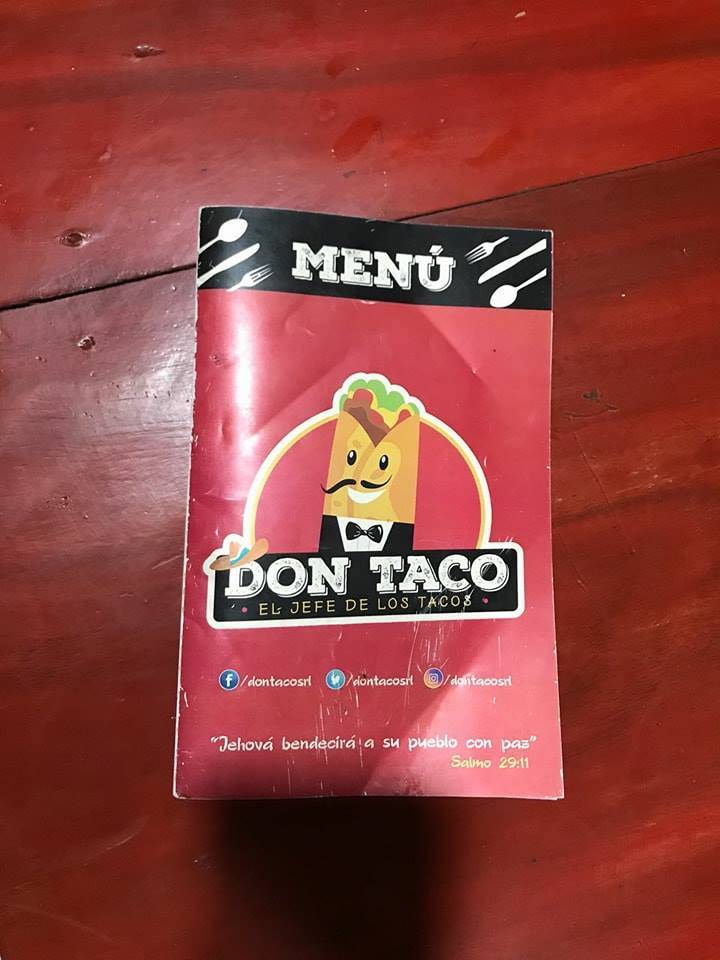 MENÚ
DON TACO
• EL JEFE DE LOS TACOS •
/dontacosrl /dontacosrl /dontacosrl
"Jehová bendecirá a su pueblo con paz"
Salmo 29:11